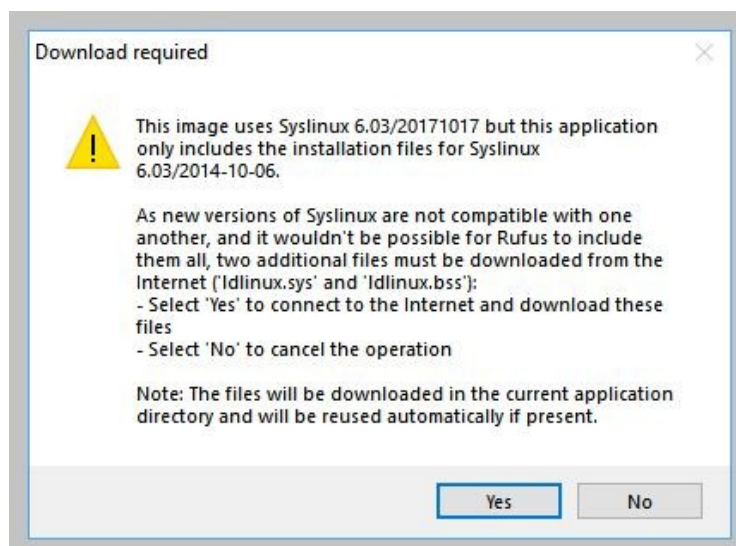 Download required
This image uses Syslinux 6.03/20171017 but this application
only includes the installation files for Syslinux
6.03/2014-10-06.
As new versions of Syslinux are not compatible with one
another, and it wouldn't be possible for Rufus to include
them all, two additional files must be downloaded from the
Internet ('ldlinux.sys' and 'ldlinux.bss'):
- Select 'Yes' to connect to the Internet and download these
files
- Select 'No' to cancel the operation
Note: The files will be downloaded in the current application
directory and will be reused automatically if present.
Yes
No